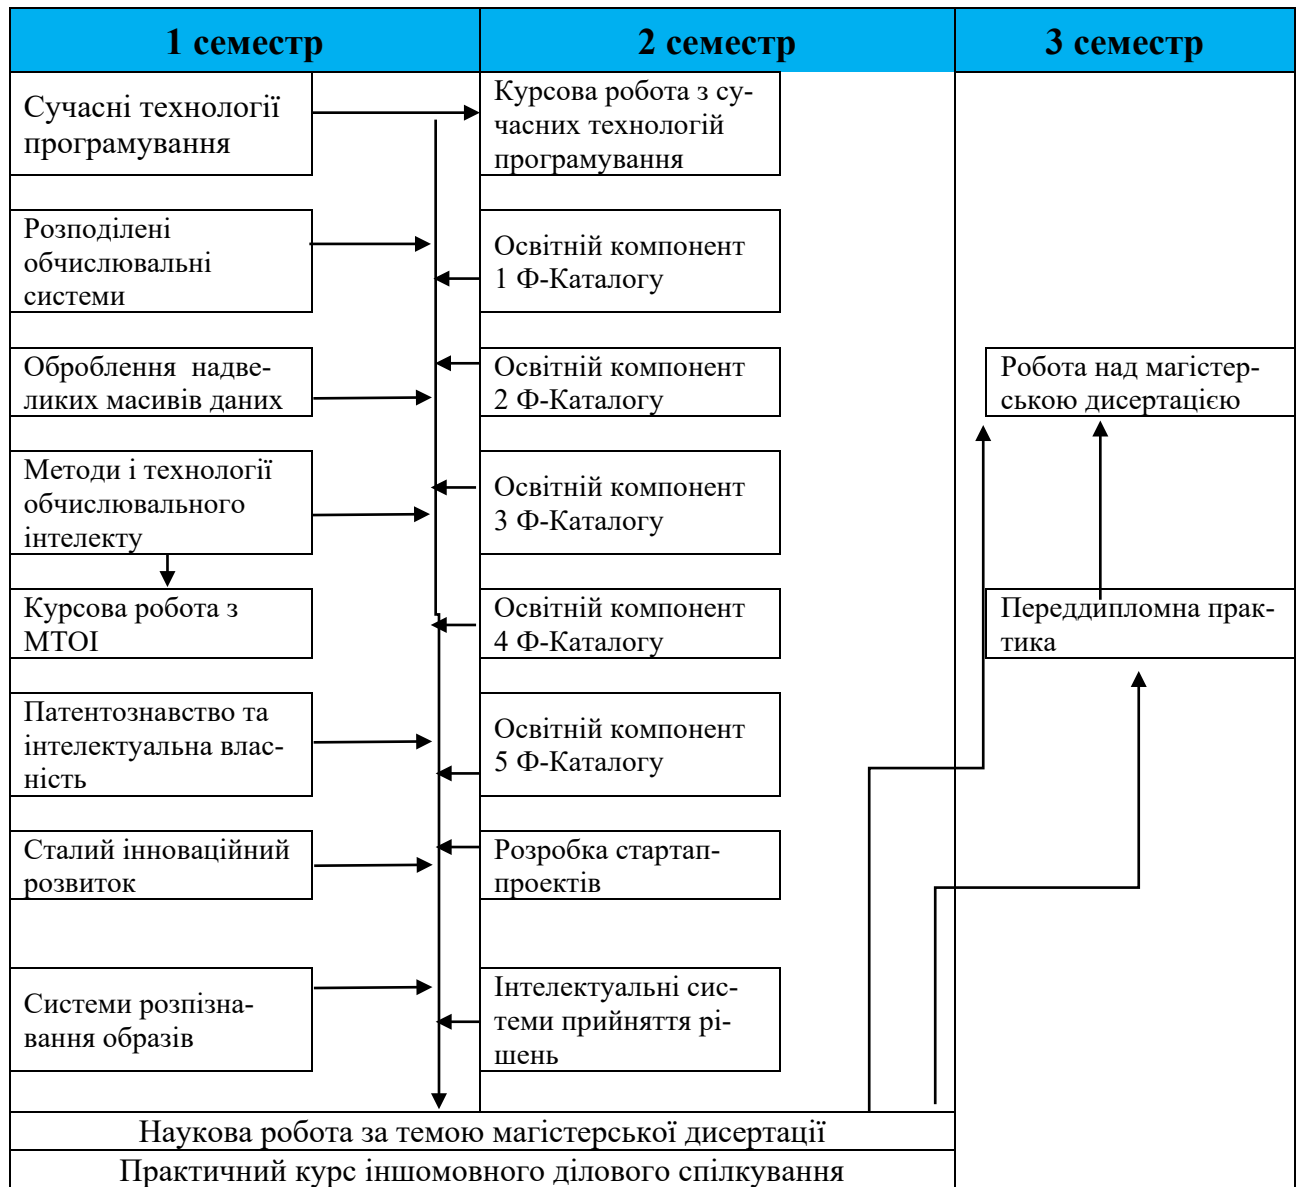 1 семестр
2 семестр
3 семестр
Сучасні технології
програмування
Курсова робота з су-
часних технологій
програмування
Розподілені
обчислювальні
системи
Освітній компонент
1 Ф-Каталогу
Оброблення надве-
ликих масивів даних
Освітній компонент
2 Ф-Каталогу
Робота над магістер-
ською дисертацією
Методи і технології
обчислювального
інтелекту
Освітній компонент
3 Ф-Каталогу
Курсова робота з
МТОІ
Освітній компонент
4 Ф-Каталогу
Переддипломна прак-
тика
Патентознавство та
інтелектуальна влас-
ність
Освітній компонент
5 Ф-Каталогу
Сталий інноваційний
розвиток
Розробка стартап-
проектів
Системи розпізна-
вання образів
Інтелектуальні сис-
теми прийняття рі-
шень
Наукова робота за темою магістерської дисертації
Практичний курс іншомовного ділового спілкування